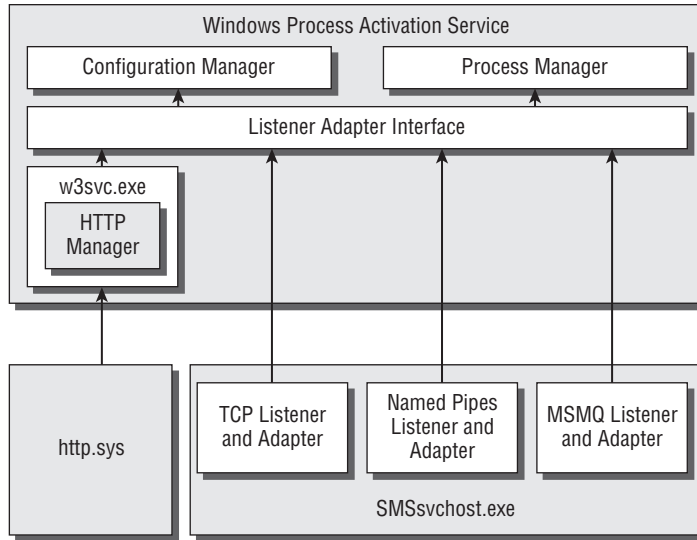 Windows Process Activation Service
Configuration Manager
Process Manager
Listener Adapter Interface
w3svc.exe
HTTP
Manager
http.sys
TCP Listener
and Adapter
Named Pipes
Listener and
Adapter
MSMQ Listener
and Adapter
SMSsvchost.exe